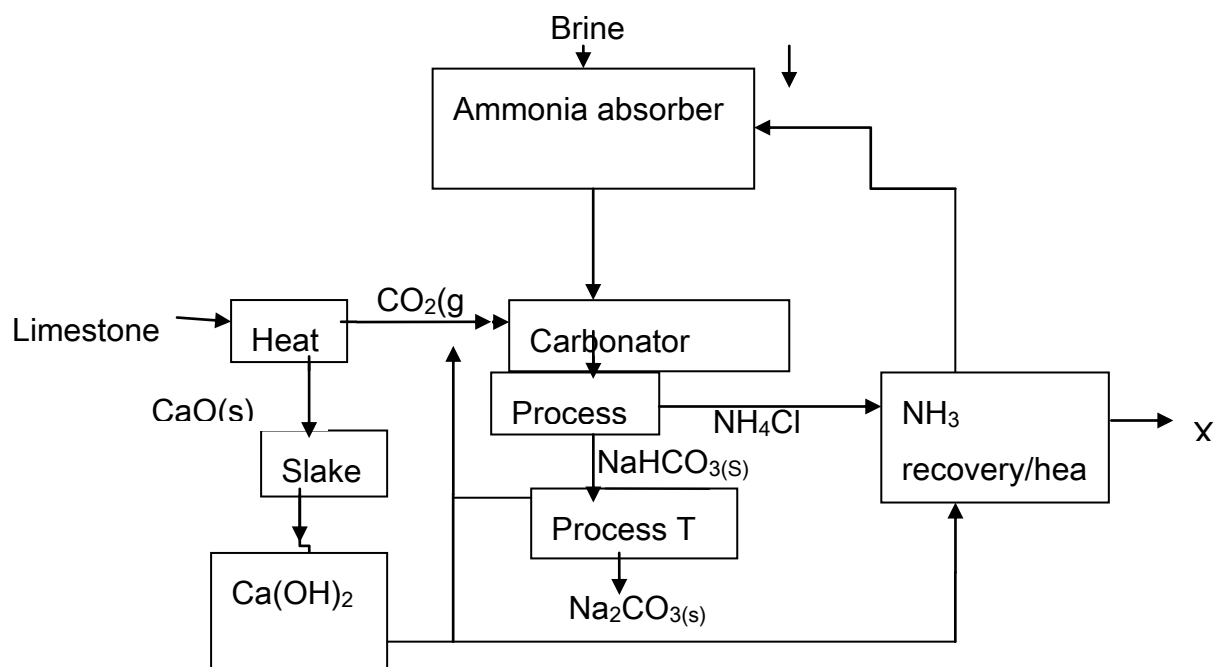 Brine
Ammonia absorber
CO₂(g
Limestone
Heat
Carbonator
CaO(s)
Process
NH₄Cl
NH₃
recovery/hea
x
Slake
NaHCO₃(S)
Process T
Ca(OH)₂
Na₂CO₃(s)